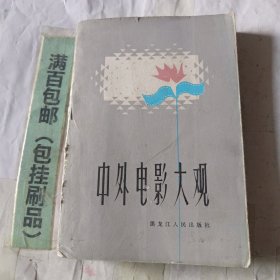 满百包邮（包挂刷品）
中外电影大观
黑龙江人民出版社